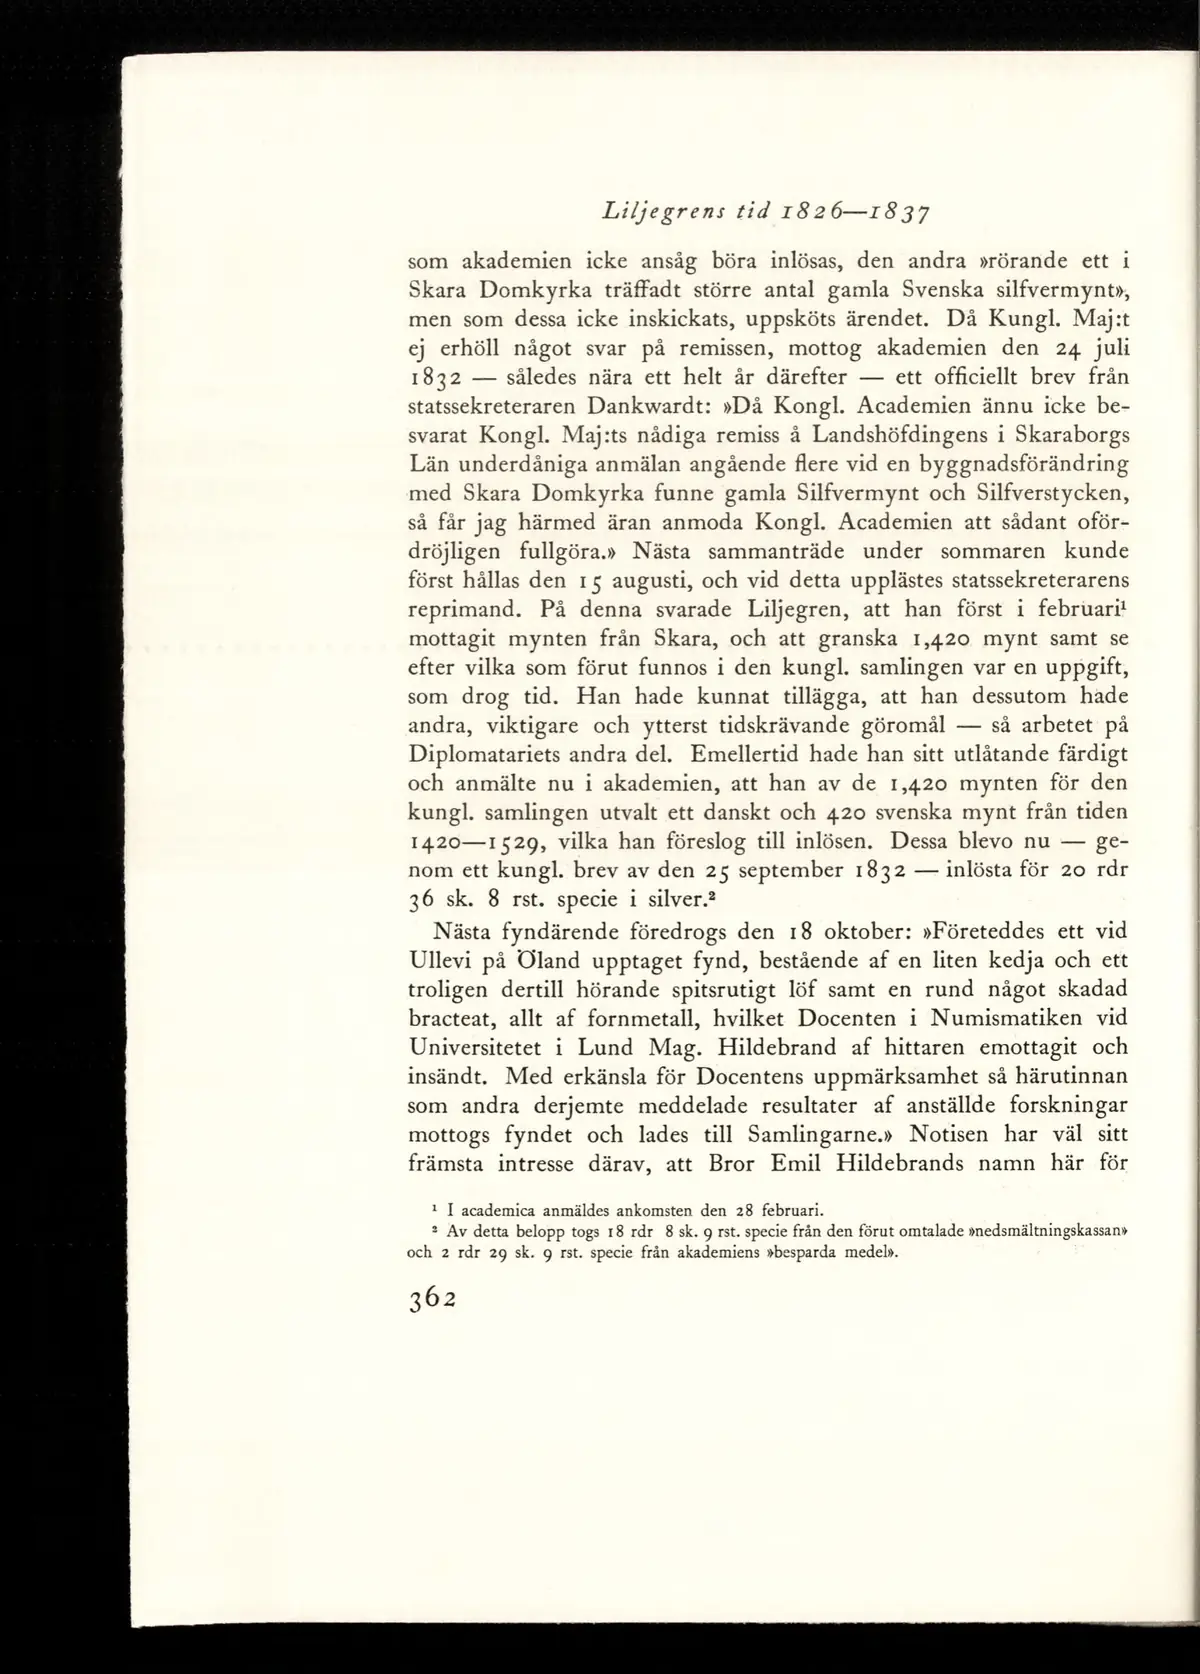 Liljegrens tid 1826—1837
som akademien icke ansåg böra inlösas, den andra »rörande ett i
Skara Domkyrka träffadt större antal gamla Svenska silfvermynt»,
men som dessa icke inskickats, uppsköts ärendet. Då Kungl. Maj:t
ej erhöll något svar på remissen, mottog akademien den 24 juli
1832 — således nära ett helt år därefter — ett officiellt brev från
statssekreteraren Dankwardt: »Då Kongl. Academien ännu icke be-
svarat Kongl. Maj:ts nådiga remiss å Landshöfdingens i Skaraborgs
Län underdåniga anmälan angående flere vid en byggnadsförändring
med Skara Domkyrka funne gamla Silfvermynt och Silfverstycken,
så får jag härmed äran anmoda Kongl. Academien att sådant oför-
dröjligen fullgöra.» Nästa sammanträde under sommaren kunde
först hållas den 15 augusti, och vid detta upplästes statssekreterarens
reprimand. På denna svarade Liljegren, att han först i februari¹
mottagit mynten från Skara, och att granska 1,420 mynt samt se
efter vilka som förut funnos i den kungl. samlingen var en uppgift,
som drog tid. Han hade kunnat tillägga, att han dessutom hade
andra, viktigare och ytterst tidskrävande göromål — så arbetet på
Diplomatariets andra del. Emellertid hade han sitt utlåtande färdigt
och anmälte nu i akademien, att han av de 1,420 mynten för den
kungl. samlingen utvalt ett danskt och 420 svenska mynt från tiden
1420—1529, vilka han föreslog till inlösen. Dessa blevo nu — ge-
nom ett kungl. brev av den 25 september 1832 — inlösta för 20 rdr
36 sk. 8 rst. specie i silver.²
Nästa fyndärende föredrogs den 18 oktober: »Företeddes ett vid
Ullevi på Öland upptaget fynd, bestående af en liten kedja och ett
troligen dertill hörande spitsrutigt löf samt en rund något skadad
bracteat, allt af fornmetall, hvilket Docenten i Numismatiken vid
Universitetet i Lund Mag. Hildebrand af hittaren emottagit och
insändt. Med erkänsla för Docentens uppmärksamhet så härutinnan
som andra derjemte meddelade resultater af anställde forskningar
mottogs fyndet och lades till Samlingarne.» Notisen har väl sitt
främsta intresse därav, att Bror Emil Hildebrands namn här för
¹ I academica anmäldes ankomsten den 28 februari.
² Av detta belopp togs 18 rdr 8 sk. 9 rst. specie från den förut omtalade »nedsmältningskassan»
och 2 rdr 29 sk. 9 rst. specie från akademiens »besparda medel».
362